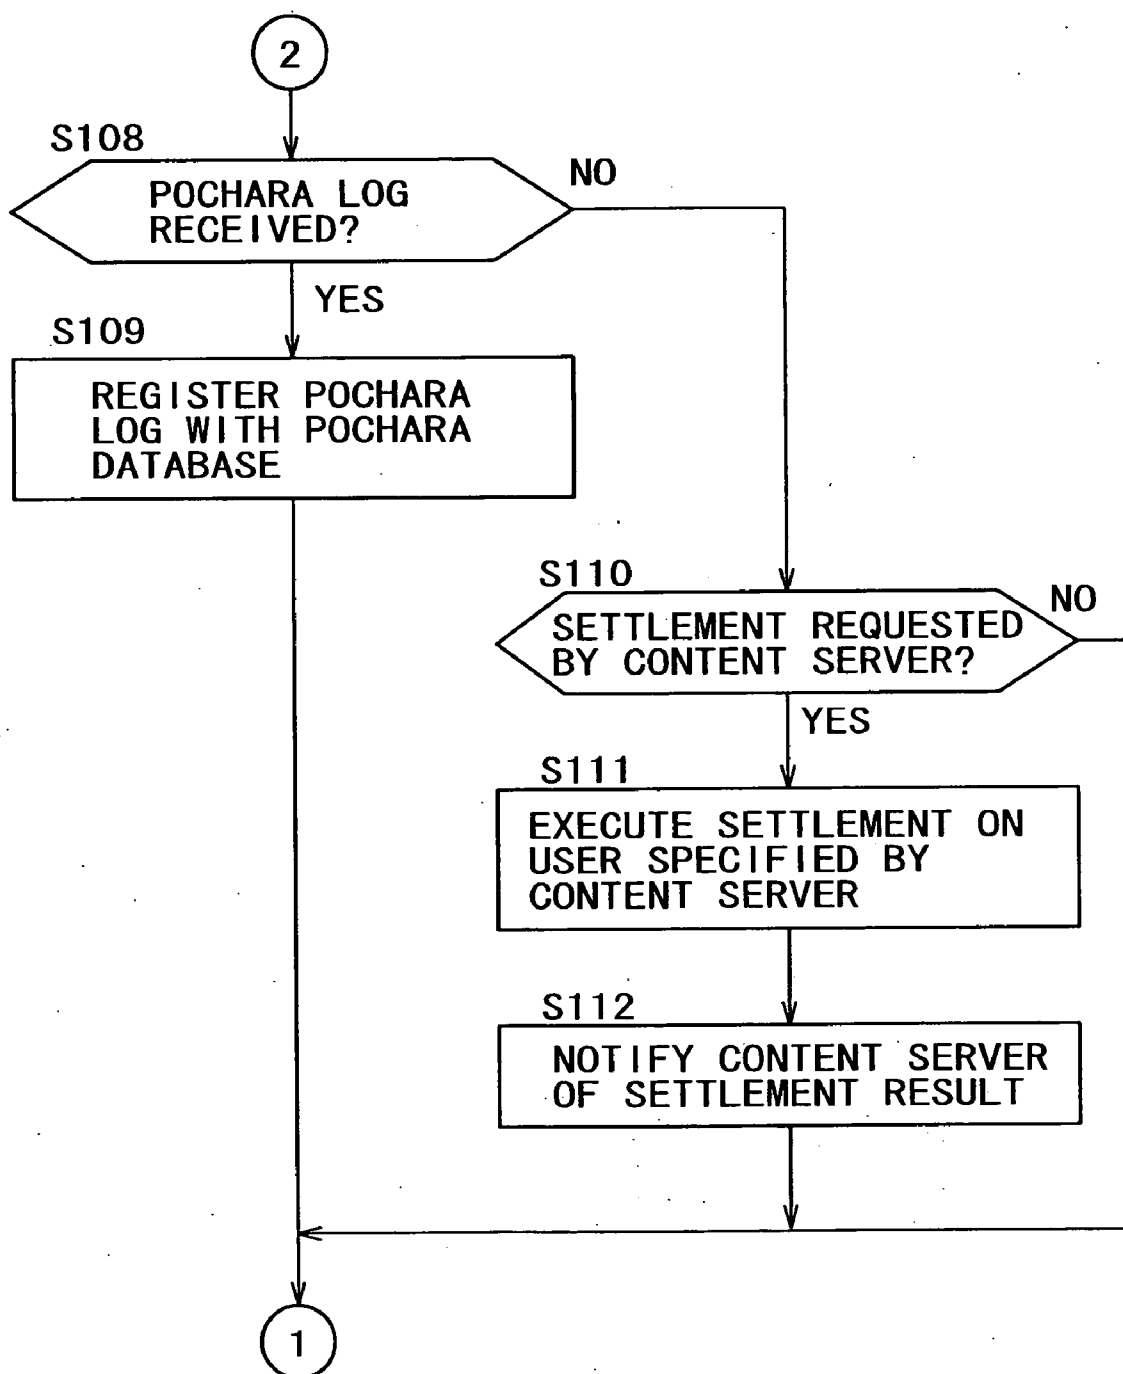 2
S108
POCHARA LOG
RECEIVED?
NO
YES
S109
REGISTER POCHARA
LOG WITH POCHARA
DATABASE
S110
SETTLEMENT REQUESTED
BY CONTENT SERVER?
NO
YES
S111
EXECUTE SETTLEMENT ON
USER SPECIFIED BY
CONTENT SERVER
S112
NOTIFY CONTENT SERVER
OF SETTLEMENT RESULT
1